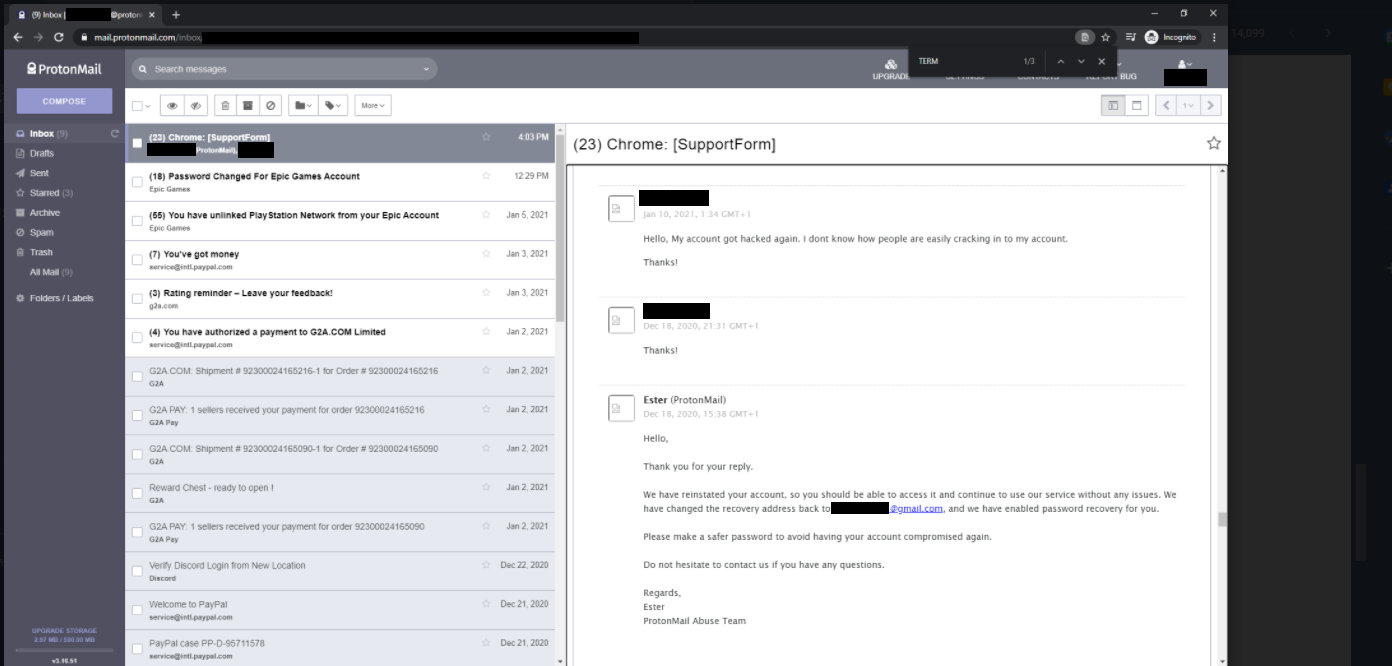 (9) Inbox | @proton
mail.protonmail.com/inbox,
Incognito
14,099
ProtonMail
Search messages
UPGRADE
TERM
1/3
BUG
COMPOSE
More
1
Inbox (9)
Drafts
Sent
Starred (3)
Archive
Spam
Trash
All Mail (9)
Folders / Labels
UPGRADE STORAGE
2.97 MB / 500.00 MB
v3.16.51
(23) Chrome: [SupportForm]
4:03 PM
ProtonMail),
(18) Password Changed For Epic Games Account
12:29 PM
Epic Games
(55) You have unlinked PlayStation Network from your Epic Account
Jan 5, 2021
Epic Games
(7) You've got money
Jan 3, 2021
service@intl.paypal.com
(3) Rating reminder – Leave your feedback!
Jan 3, 2021
g2a.com
(4) You have authorized a payment to G2A.COM Limited
Jan 2, 2021
service@intl.paypal.com
G2A.COM: Shipment # 92300024165216-1 for Order # 92300024165216
Jan 2, 2021
G2A
G2A PAY: 1 sellers received your payment for order 92300024165216
Jan 2, 2021
G2A Pay
G2A.COM: Shipment # 92300024165090-1 for Order # 92300024165090
Jan 2, 2021
G2A
Reward Chest - ready to open !
Jan 2, 2021
G2A
G2A PAY: 1 sellers received your payment for order 92300024165090
Jan 2, 2021
G2A Pay
Verify Discord Login from New Location
Dec 22, 2020
Discord
Welcome to PayPal
Dec 21, 2020
service@intl.paypal.com
PayPal case PP-D-95711578
Dec 21, 2020
service@intl.paypal.com
(23) Chrome: [SupportForm]
Jan 10, 2021, 1:34 GMT+1
Hello, My account got hacked again. I dont know how people are easily cracking in to my account.
Thanks!
Dec 18, 2020, 21:31 GMT+1
Thanks!
Ester (ProtonMail)
Dec 18, 2020, 15:38 GMT+1
Hello,
Thank you for your reply.
We have reinstated your account, so you should be able to access it and continue to use our service without any issues. We
have changed the recovery address back to @gmail.com, and we have enabled password recovery for you.
Please make a safer password to avoid having your account compromised again.
Do not hesitate to contact us if you have any questions.
Regards,
Ester
ProtonMail Abuse Team